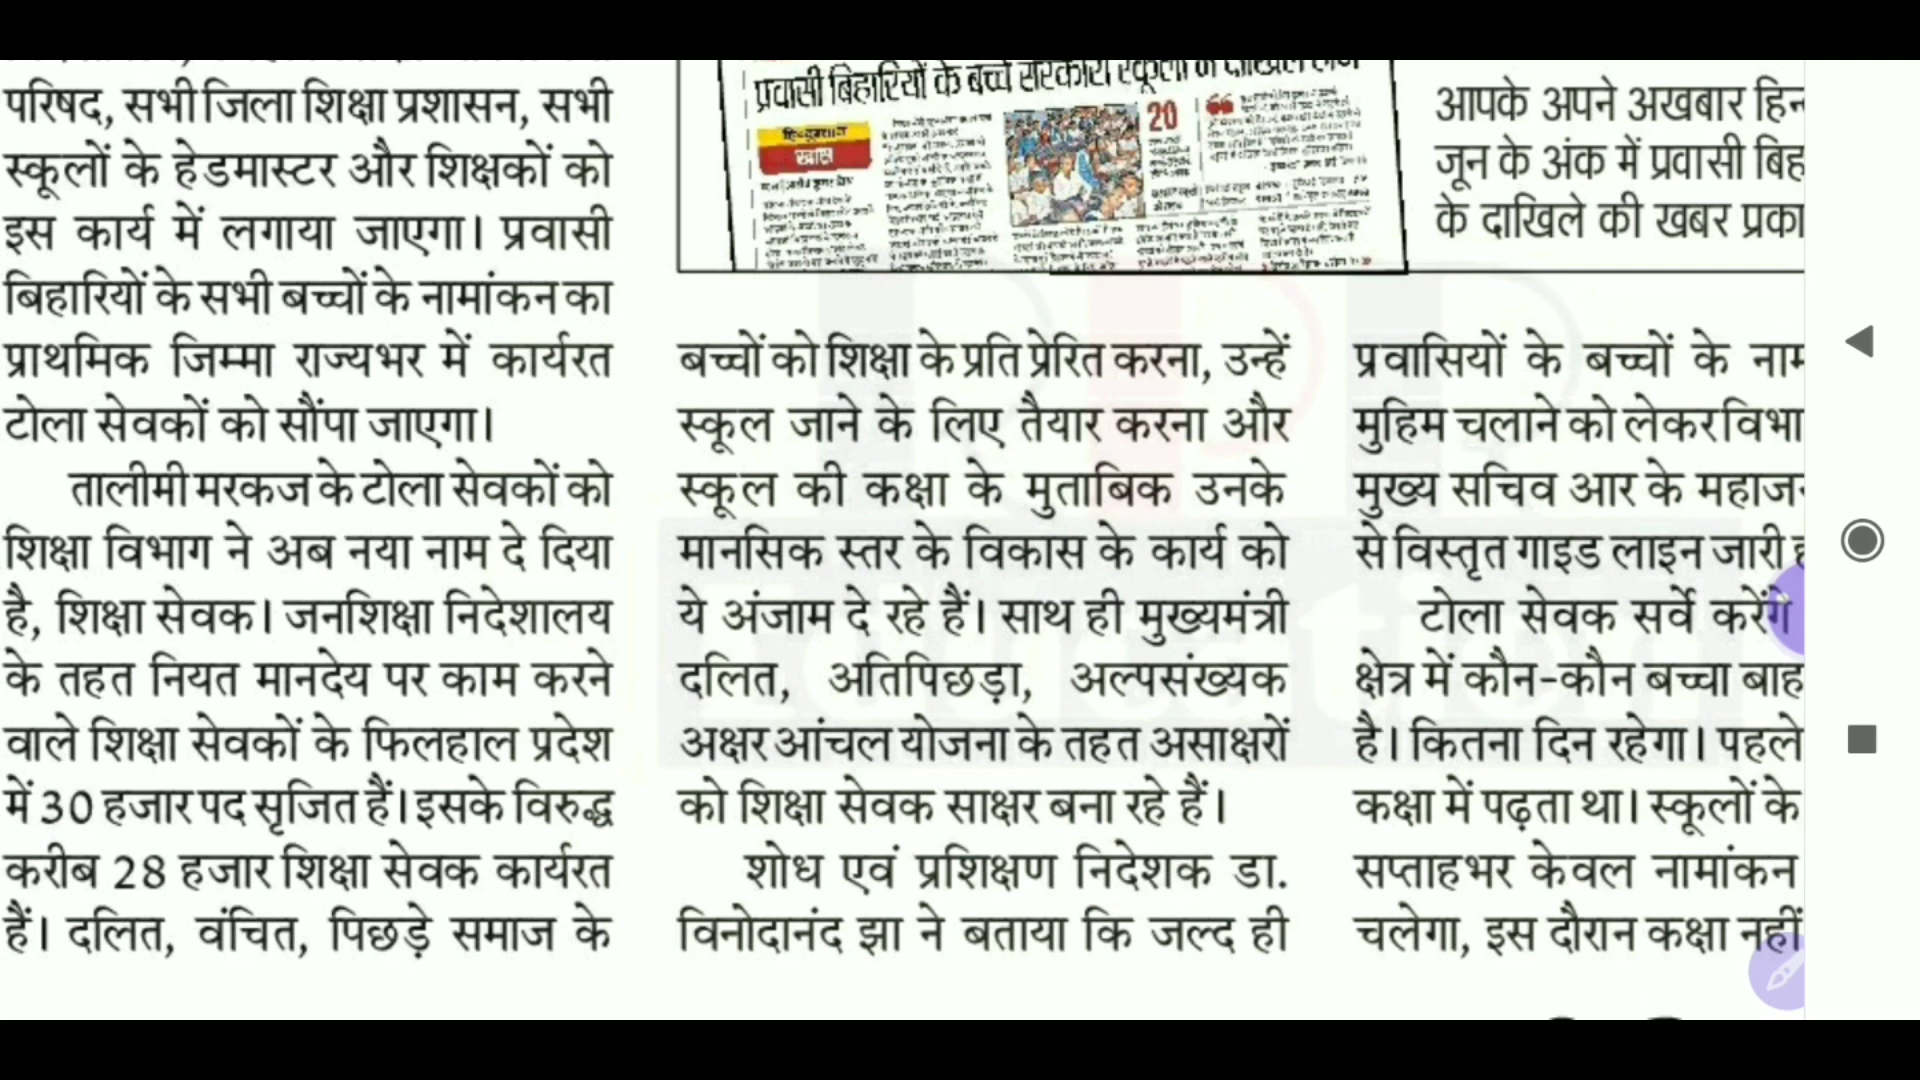 परिषद, सभी जिला शिक्षा प्रशासन, सभी
स्कूलों के हेडमास्टर और शिक्षकों को
इस कार्य में लगाया जाएगा। प्रवासी
बिहारियों के सभी बच्चों के नामांकन का
प्राथमिक जिम्मा राज्यभर में कार्यरत
टोला सेवकों को सौंपा जाएगा।
तालीमी मरकज के टोला सेवकों को
शिक्षा विभाग ने अब नया नाम दे दिया
है, शिक्षा सेवक। जनशिक्षा निदेशालय
के तहत नियत मानदेय पर काम करने
वाले शिक्षा सेवकों के फिलहाल प्रदेश
में 30 हजार पद सृजित हैं। इसके विरुद्ध
करीब 28 हजार शिक्षा सेवक कार्यरत
हैं। दलित, वंचित, पिछड़े समाज के
प्रवासी बिहारियों के बच्चे सरकारी स्कूलों में दाखिल होंगे
हिन्दुस्तान
खास
20
आपके अपने अखबार हिन
जून के अंक में प्रवासी बिह
के दाखिले की खबर प्रका
बच्चों को शिक्षा के प्रति प्रेरित करना, उन्हें
स्कूल जाने के लिए तैयार करना और
स्कूल की कक्षा के मुताबिक उनके
मानसिक स्तर के विकास के कार्य को
ये अंजाम दे रहे हैं। साथ ही मुख्यमंत्री
दलित, अतिपिछड़ा, अल्पसंख्यक
अक्षर आंचल योजना के तहत असाक्षरों
को शिक्षा सेवक साक्षर बना रहे हैं।
शोध एवं प्रशिक्षण निदेशक डा.
विनोदानंद झा ने बताया कि जल्द ही
प्रवासियों के बच्चों के नाम
मुहिम चलाने को लेकर विभा
मुख्य सचिव आर के महाज
से विस्तृत गाइड लाइन जारी
टोला सेवक सर्वे करेंगे
क्षेत्र में कौन-कौन बच्चा बाह
है। कितना दिन रहेगा। पहले
कक्षा में पढ़ता था। स्कूलों के
सप्ताहभर केवल नामांकन
चलेगा, इस दौरान कक्षा नहीं